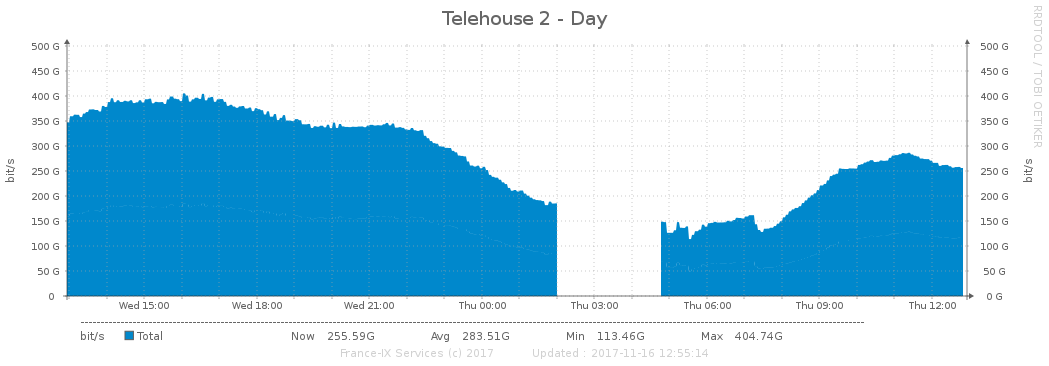 Telehouse 2 - Day
RRDTOOL / TOBI OETIKER
500 G 500 G
450 G 450 G
400 G 400 G
350 G 350 G
300 G 300 G
250 G 250 G
200 G 200 G
150 G 150 G
100 G 100 G
50 G 50 G
0 0 G
bit/s bit/s
Wed 15:00 Wed 18:00 Wed 21:00 Thu 00:00 Thu 03:00 Thu 06:00 Thu 09:00 Thu 12:00
bit/s Total Now 255.59G Avg 283.51G Min 113.46G Max 404.74G
France-IX Services (c) 2017 Updated : 2017-11-16 12:55:14